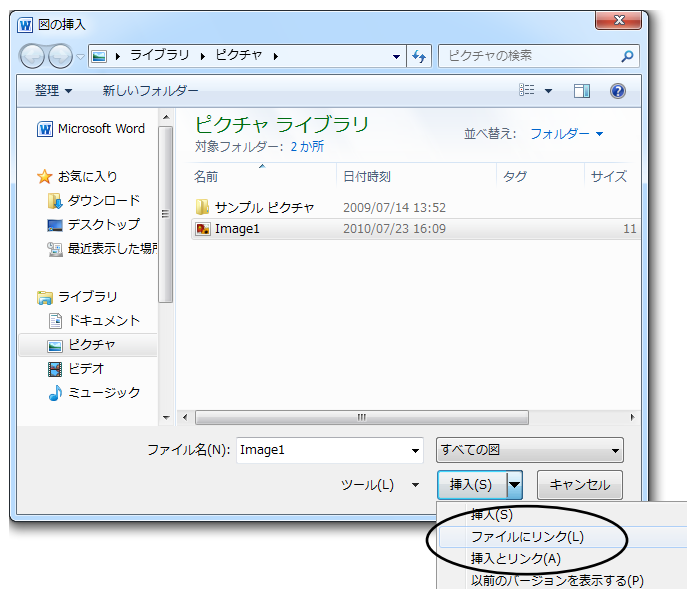 図の挿入
ライブラリ ピクチャ
ピクチャの検索
整理 新しいフォルダー
Microsoft Word
お気に入り
ダウンロード
デスクトップ
最近表示した場所
ライブラリ
ドキュメント
ピクチャ
ビデオ
ミュージック
ピクチャ ライブラリ
対象フォルダー: 2 か所
並べ替え: フォルダー
名前 日付時刻 タグ サイズ
サンプル ピクチャ 2009/07/14 13:52
Image1 2010/07/23 16:09 11
ファイル名(N): Image1 すべての図
ツール(L) 挿入(S) キャンセル
挿入(S)
ファイルにリンク(L)
挿入とリンク(A)
以前のバージョンを表示する(P)